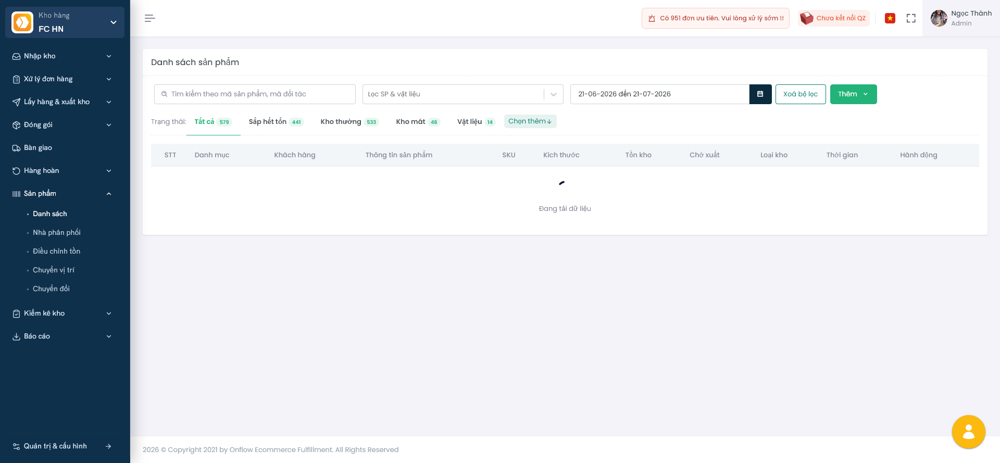 Kho hàng
FC HN
Nhập kho
Xử lý đơn hàng
Lấy hàng & xuất kho
Đóng gói
Bàn giao
Hàng hoàn
Sản phẩm
Danh sách
Nhà phân phối
Điều chỉnh tồn
Chuyển vị trí
Chuyển đổi
Kiểm kê kho
Báo cáo
Quản trị & cấu hình
Có 951 đơn ưu tiên. Vui lòng xử lý sớm !!
Chưa kết nối QZ
Ngọc Thành
Admin
Danh sách sản phẩm
Tìm kiếm theo mã sản phẩm, mã đối tác
Lọc SP & vật liệu
21-06-2026 đến 21-07-2026
Xoá bộ lọc
Thêm
Trạng thái: Tất cả 579 Sắp hết tồn 441 Kho thường 533 Kho mát 46 Vật liệu 14 Chọn thêm↓
STT Danh mục Khách hàng Thông tin sản phẩm SKU Kích thước Tồn kho Chờ xuất Loại kho Thời gian Hành động
Đang tải dữ liệu
2026 © Copyright 2021 by Onflow Ecommerce Fulfillment. All Rights Reserved